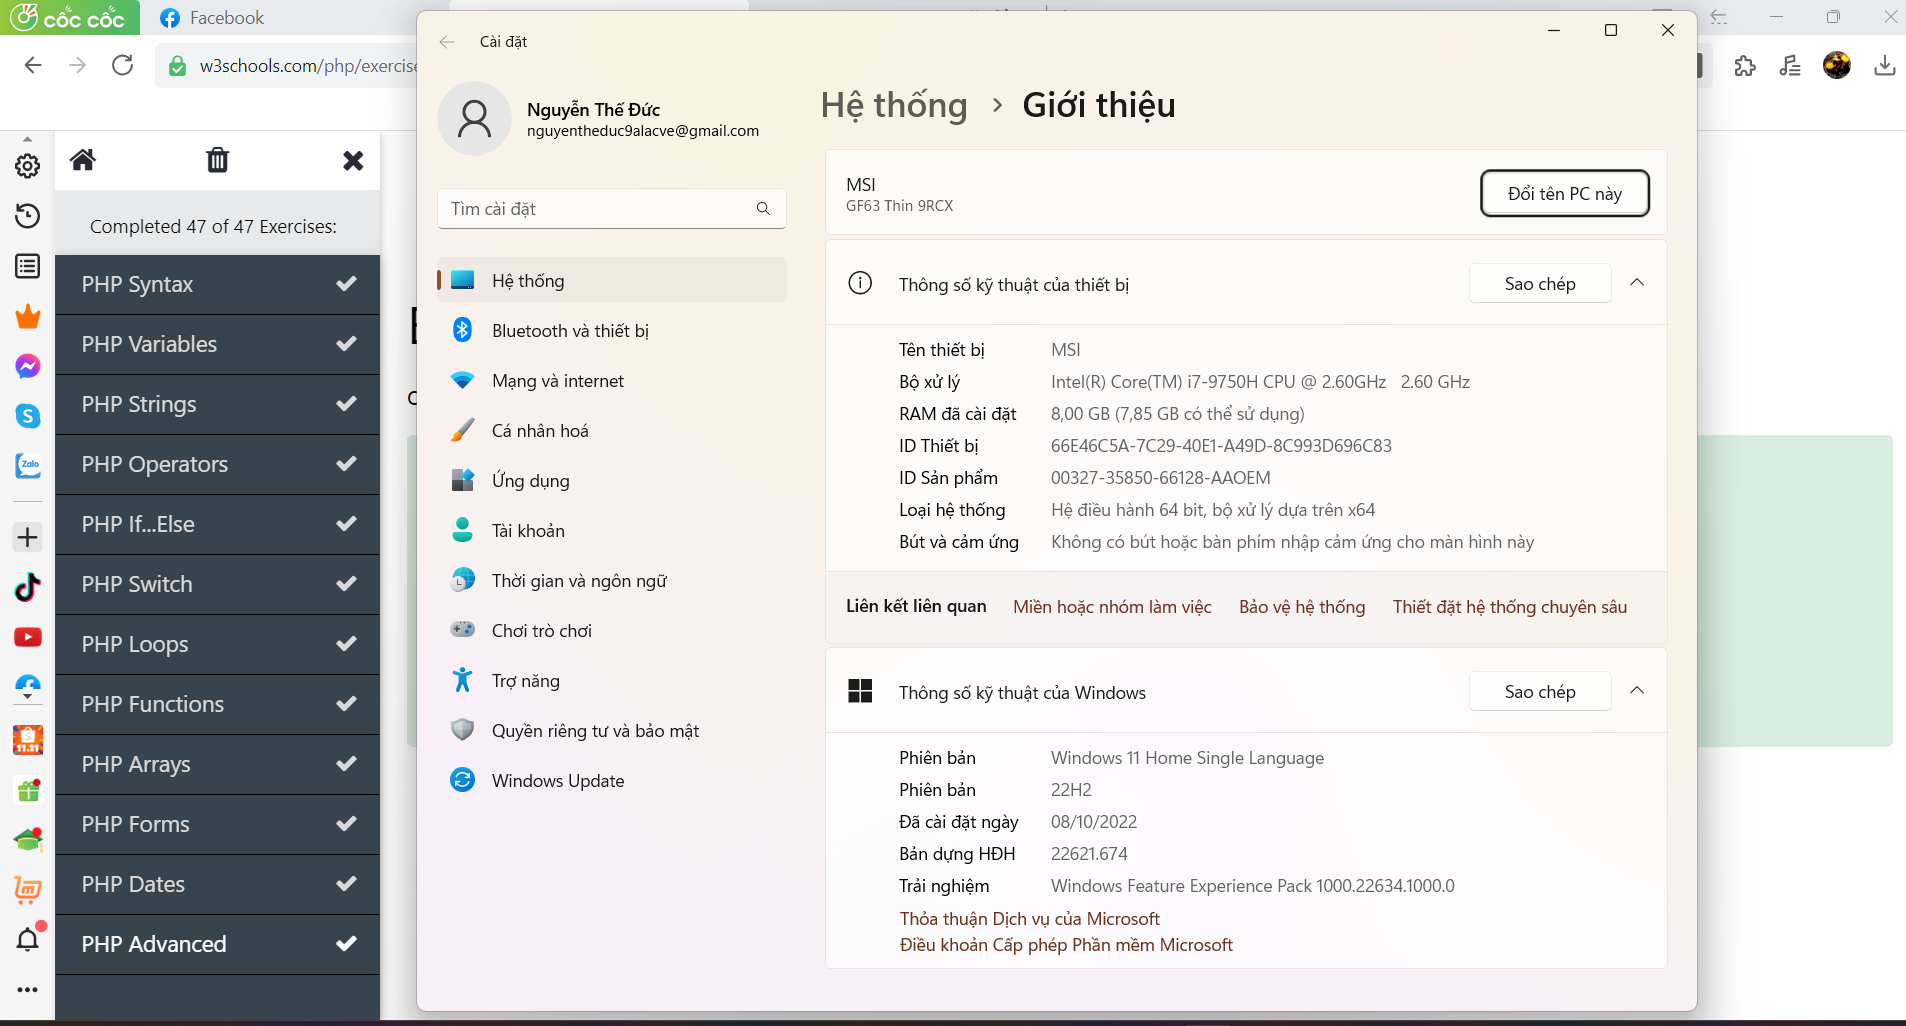 cốc cốc
Facebook
w3schools.com/php/exercise
Completed 47 of 47 Exercises:
PHP Syntax
PHP Variables
PHP Strings
PHP Operators
PHP If...Else
PHP Switch
PHP Loops
PHP Functions
PHP Arrays
PHP Forms
PHP Dates
PHP Advanced
S
Zalo
11.11
Cài đặt
Nguyễn Thế Đức
nguyentheduc9alacve@gmail.com
Tìm cài đặt
Hệ thống
Bluetooth và thiết bị
Mạng và internet
Cá nhân hoá
Ứng dụng
Tài khoản
Thời gian và ngôn ngữ
Chơi trò chơi
Trợ năng
Quyền riêng tư và bảo mật
Windows Update
Hệ thống > Giới thiệu
MSI
GF63 Thin 9RCX
Đổi tên PC này
Thông số kỹ thuật của thiết bị
Sao chép
Tên thiết bị MSI
Bộ xử lý Intel(R) Core(TM) i7-9750H CPU @ 2.60GHz 2.60 GHz
RAM đã cài đặt 8,00 GB (7,85 GB có thể sử dụng)
ID Thiết bị 66E46C5A-7C29-40E1-A49D-8C993D696C83
ID Sản phẩm 00327-35850-66128-AAOEM
Loại hệ thống Hệ điều hành 64 bit, bộ xử lý dựa trên x64
Bút và cảm ứng Không có bút hoặc bàn phím nhập cảm ứng cho màn hình này
Liên kết liên quan Miền hoặc nhóm làm việc Bảo vệ hệ thống Thiết đặt hệ thống chuyên sâu
Thông số kỹ thuật của Windows
Sao chép
Phiên bản Windows 11 Home Single Language
Phiên bản 22H2
Đã cài đặt ngày 08/10/2022
Bản dựng HĐH 22621.674
Trải nghiệm Windows Feature Experience Pack 1000.22634.1000.0
Thỏa thuận Dịch vụ của Microsoft
Điều khoản Cấp phép Phần mềm Microsoft